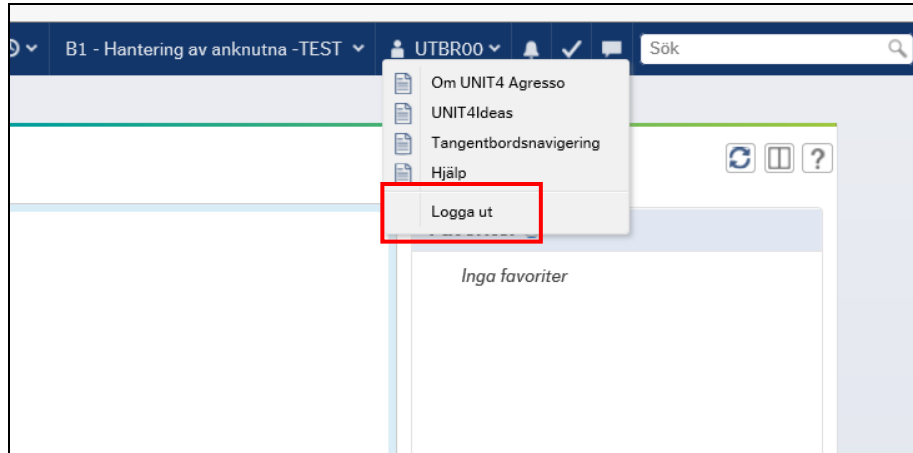 B1 - Hantering av anknutna -TEST UTBR00 Sök
Om UNIT4 Agresso
UNIT4Ideas
Tangentbordsnavigering
Hjälp
Logga ut
Inga favoriter